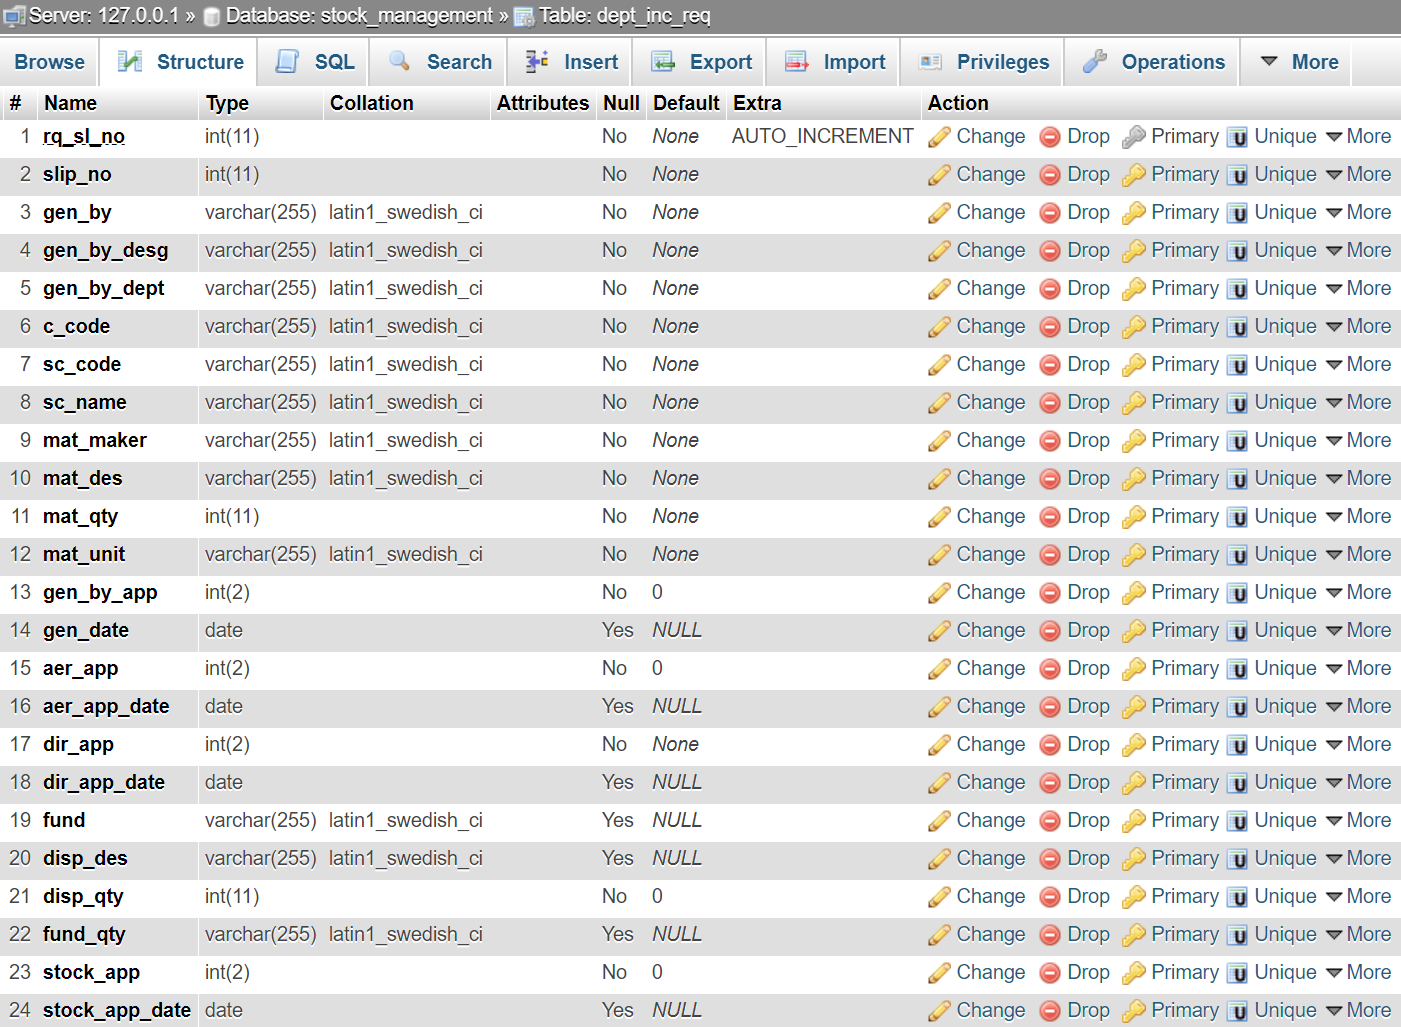 Server: 127.0.0.1 » Database: stock_management » Table: dept_inc_req
Browse Structure SQL Search Insert Export Import Privileges Operations More
# Name Type Collation Attributes Null Default Extra Action
1 rq_sl_no int(11) No None AUTO_INCREMENT Change Drop Primary Unique More
2 slip_no int(11) No None Change Drop Primary Unique More
3 gen_by varchar(255) latin1_swedish_ci No None Change Drop Primary Unique More
4 gen_by_desg varchar(255) latin1_swedish_ci No None Change Drop Primary Unique More
5 gen_by_dept varchar(255) latin1_swedish_ci No None Change Drop Primary Unique More
6 c_code varchar(255) latin1_swedish_ci No None Change Drop Primary Unique More
7 sc_code varchar(255) latin1_swedish_ci No None Change Drop Primary Unique More
8 sc_name varchar(255) latin1_swedish_ci No None Change Drop Primary Unique More
9 mat_maker varchar(255) latin1_swedish_ci No None Change Drop Primary Unique More
10 mat_des varchar(255) latin1_swedish_ci No None Change Drop Primary Unique More
11 mat_qty int(11) No None Change Drop Primary Unique More
12 mat_unit varchar(255) latin1_swedish_ci No None Change Drop Primary Unique More
13 gen_by_app int(2) No 0 Change Drop Primary Unique More
14 gen_date date Yes NULL Change Drop Primary Unique More
15 aer_app int(2) No 0 Change Drop Primary Unique More
16 aer_app_date date Yes NULL Change Drop Primary Unique More
17 dir_app int(2) No None Change Drop Primary Unique More
18 dir_app_date date Yes NULL Change Drop Primary Unique More
19 fund varchar(255) latin1_swedish_ci Yes NULL Change Drop Primary Unique More
20 disp_des varchar(255) latin1_swedish_ci Yes NULL Change Drop Primary Unique More
21 disp_qty int(11) No 0 Change Drop Primary Unique More
22 fund_qty varchar(255) latin1_swedish_ci Yes NULL Change Drop Primary Unique More
23 stock_app int(2) No 0 Change Drop Primary Unique More
24 stock_app_date date Yes NULL Change Drop Primary Unique More